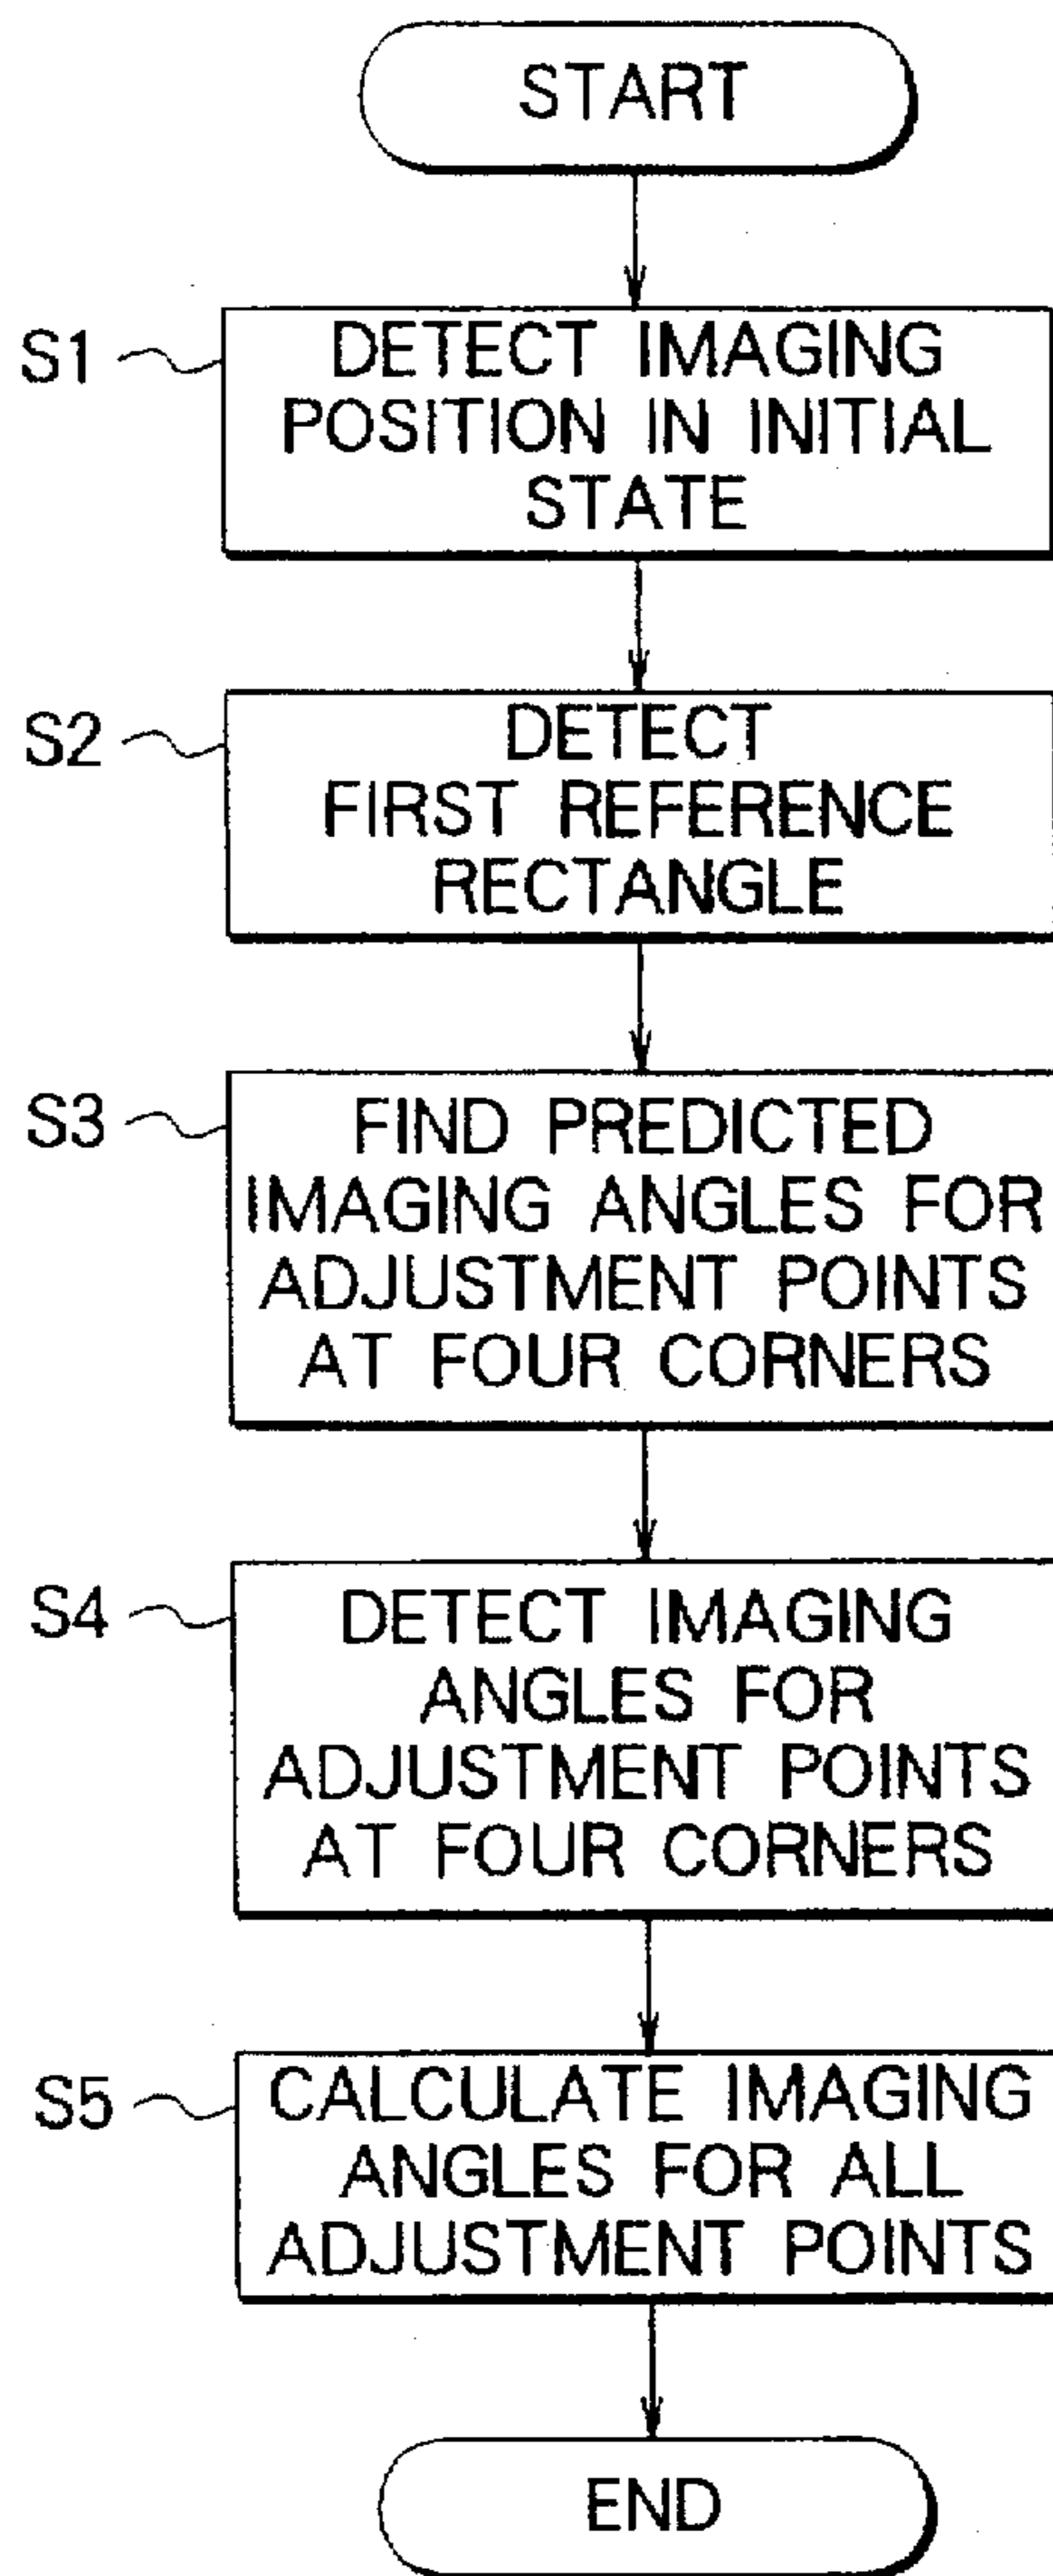 START
S1
DETECT IMAGING
POSITION IN INITIAL
STATE
S2
DETECT
FIRST REFERENCE
RECTANGLE
S3
FIND PREDICTED
IMAGING ANGLES FOR
ADJUSTMENT POINTS
AT FOUR CORNERS
S4
DETECT IMAGING
ANGLES FOR
ADJUSTMENT POINTS
AT FOUR CORNERS
S5
CALCULATE IMAGING
ANGLES FOR ALL
ADJUSTMENT POINTS
END